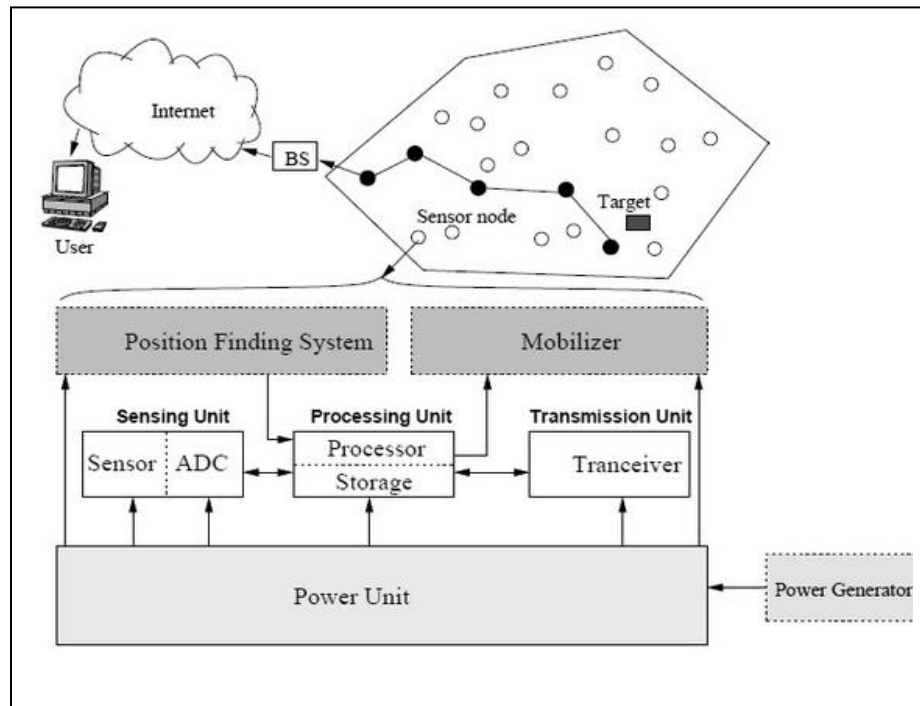 Internet
BS
User
Sensor node
Target
Position Finding System
Mobilizer
Sensing Unit
Processing Unit
Transmission Unit
Sensor
ADC
Processor
Storage
Tranceiver
Power Unit
Power Generator